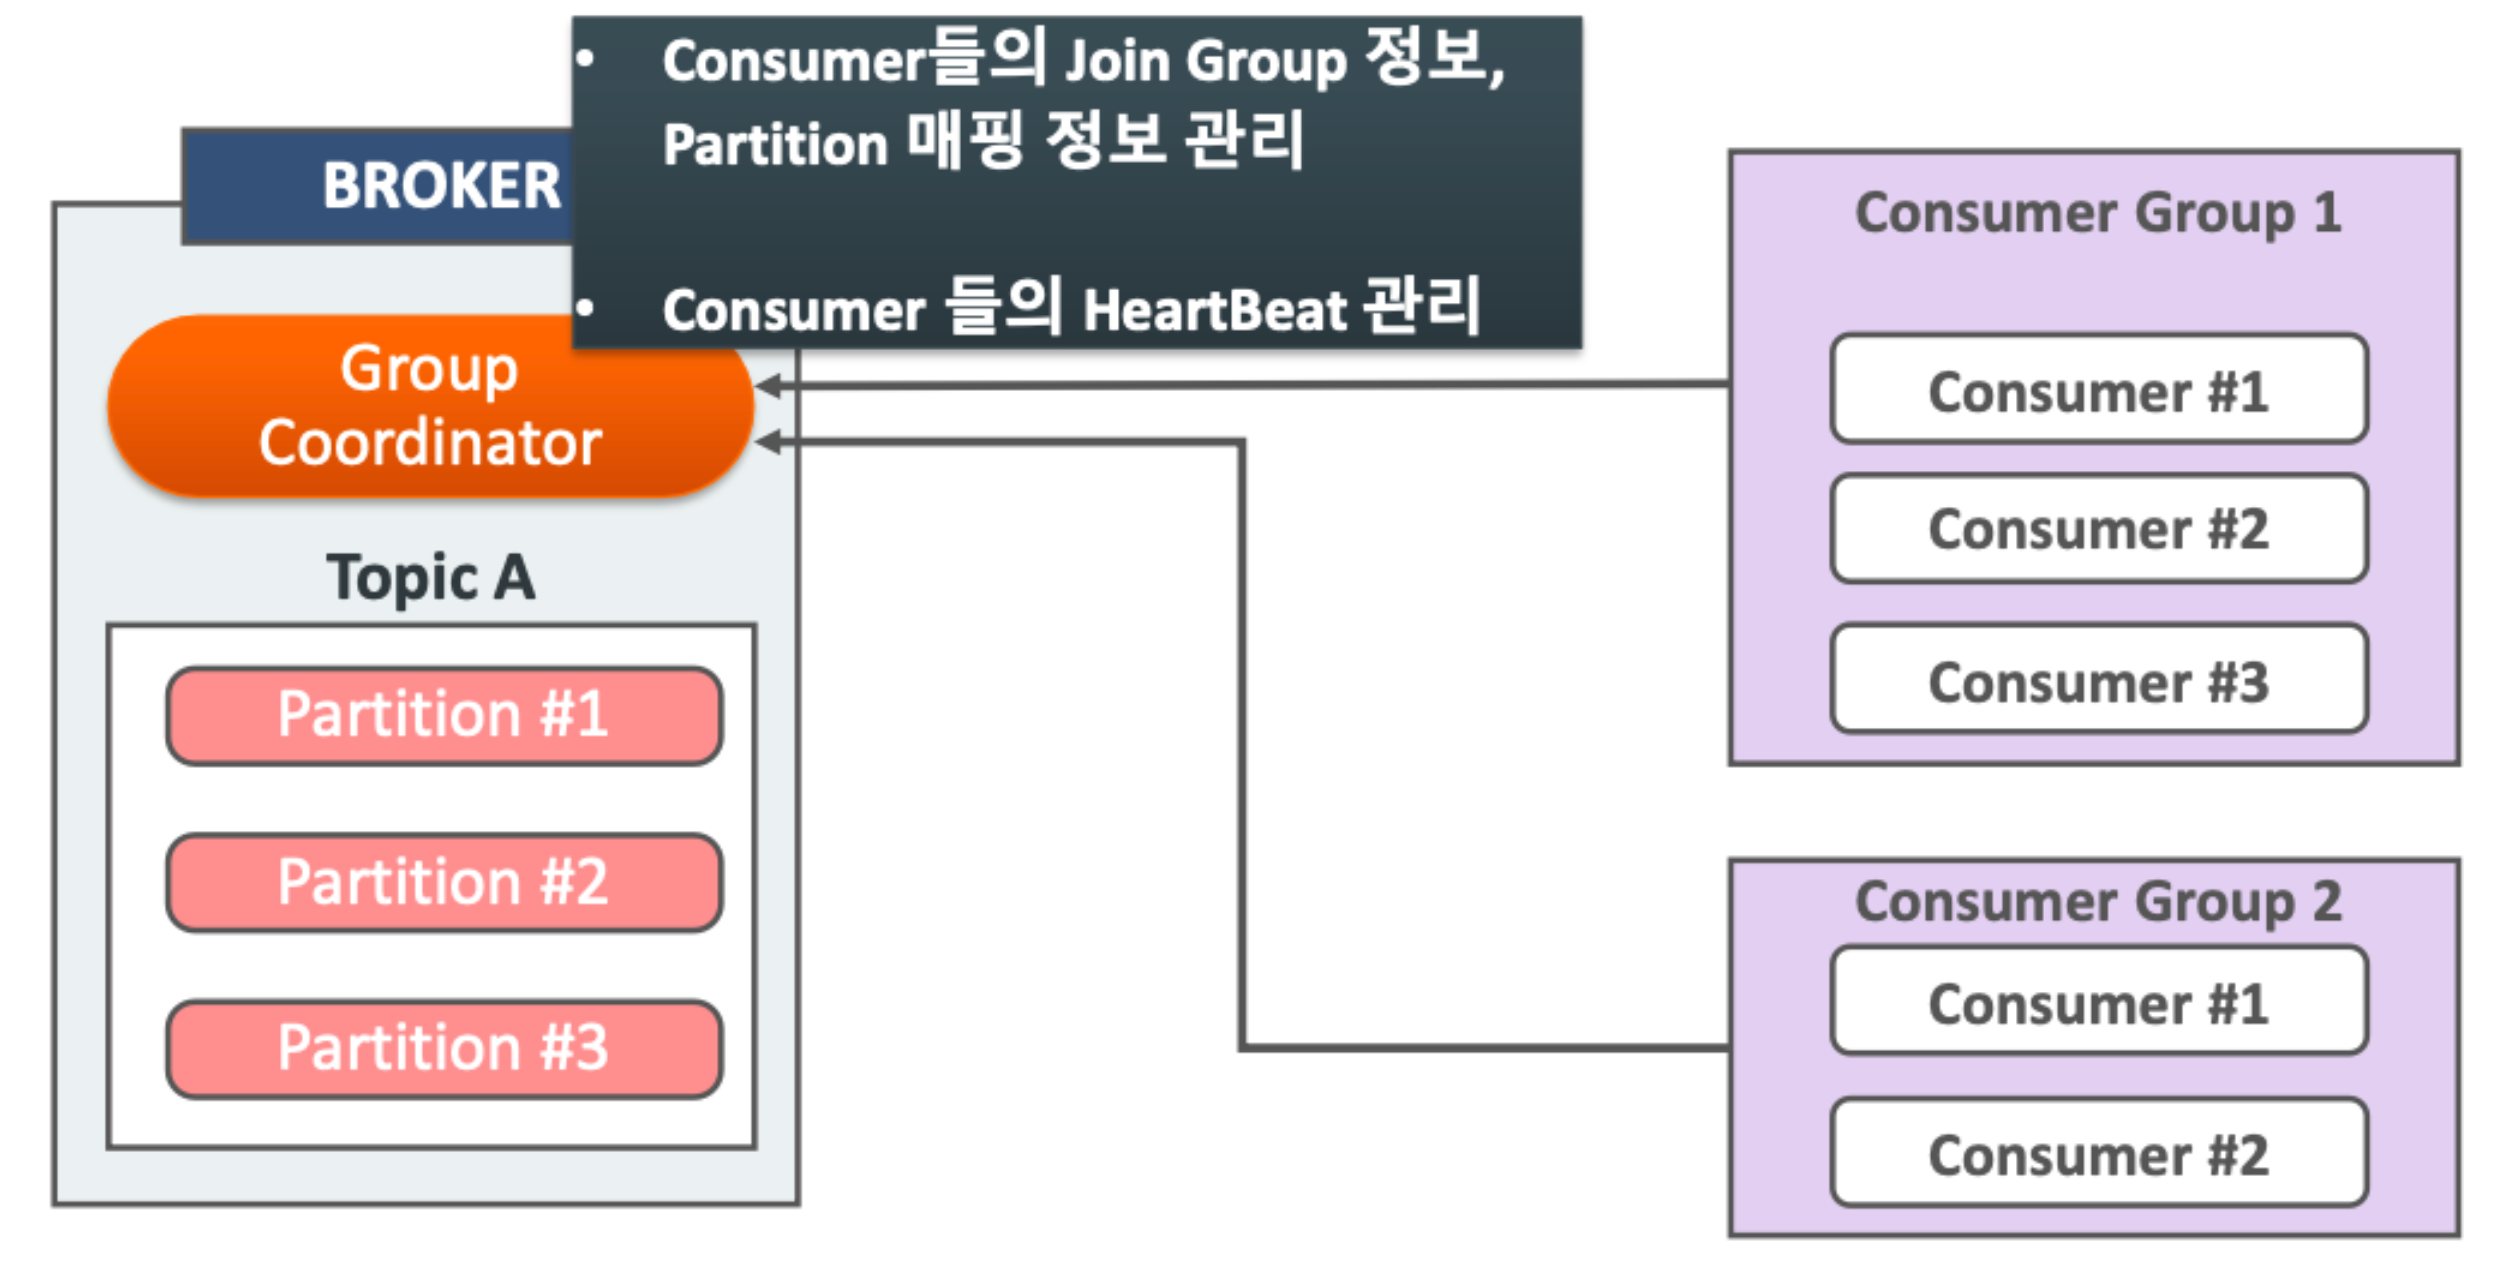 • Consumer들의 Join Group 정보,
Partition 매핑 정보 관리
• Consumer 들의 HeartBeat 관리
BROKER
Group
Coordinator
Topic A
Partition #1
Partition #2
Partition #3
Consumer Group 1
Consumer #1
Consumer #2
Consumer #3
Consumer Group 2
Consumer #1
Consumer #2